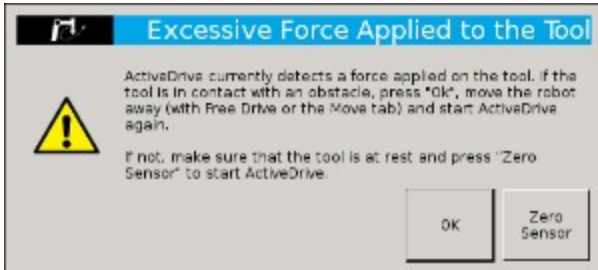 Excessive Force Applied to the Tool
ActiveDrive currently detects a force applied on the tool. If the
tool is in contact with an obstacle, press "Ok", move the robot
away (with Free Drive or the Move tab) and start ActiveDrive
again.
If not, make sure that the tool is at rest and press "Zero
Sensor" to start ActiveDrive.
OK
Zero
Sensor